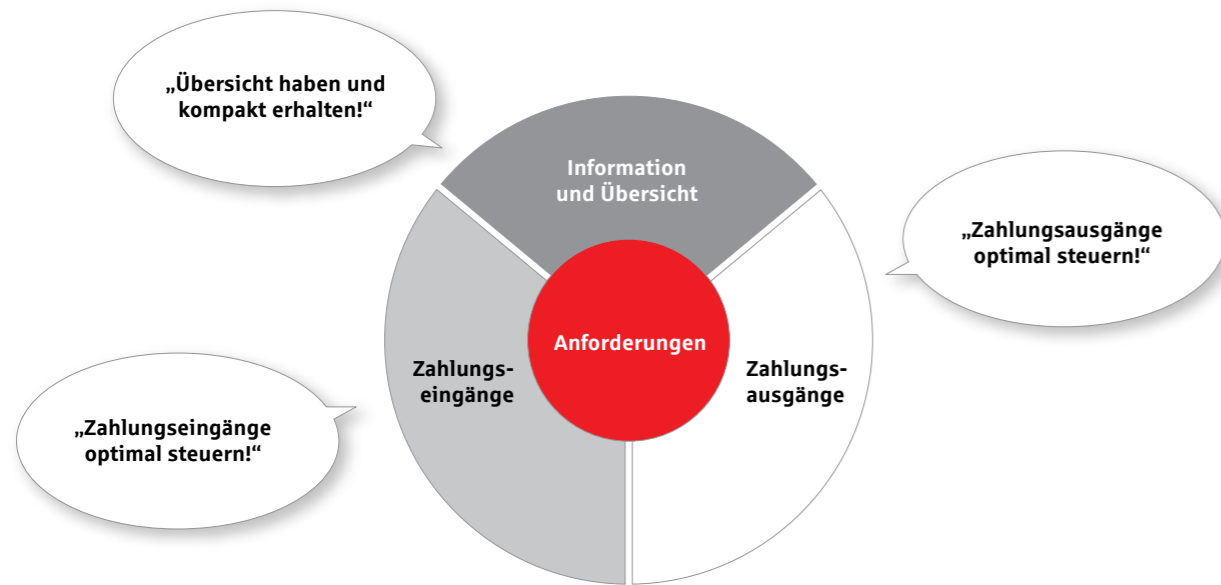 „Übersicht haben und
kompakt erhalten!“
Information
und Übersicht
„Zahlungsausgänge
optimal steuern!“
Anforderungen
Zahlungs-
eingänge
Zahlungs-
ausgänge
„Zahlungseingänge
optimal steuern!“